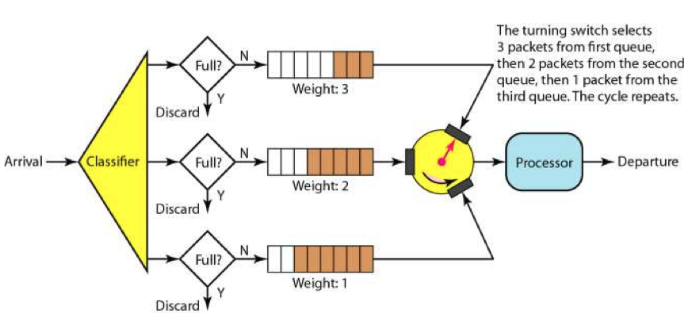 The turning switch selects
3 packets from first queue,
then 2 packets from the second
queue, then 1 packet from the
third queue. The cycle repeats.
Full?
N
Y
Discard
Weight: 3
Arrival
Classifier
Full?
N
Y
Discard
Weight: 2
Processor
Departure
Full?
N
Y
Discard
Weight: 1